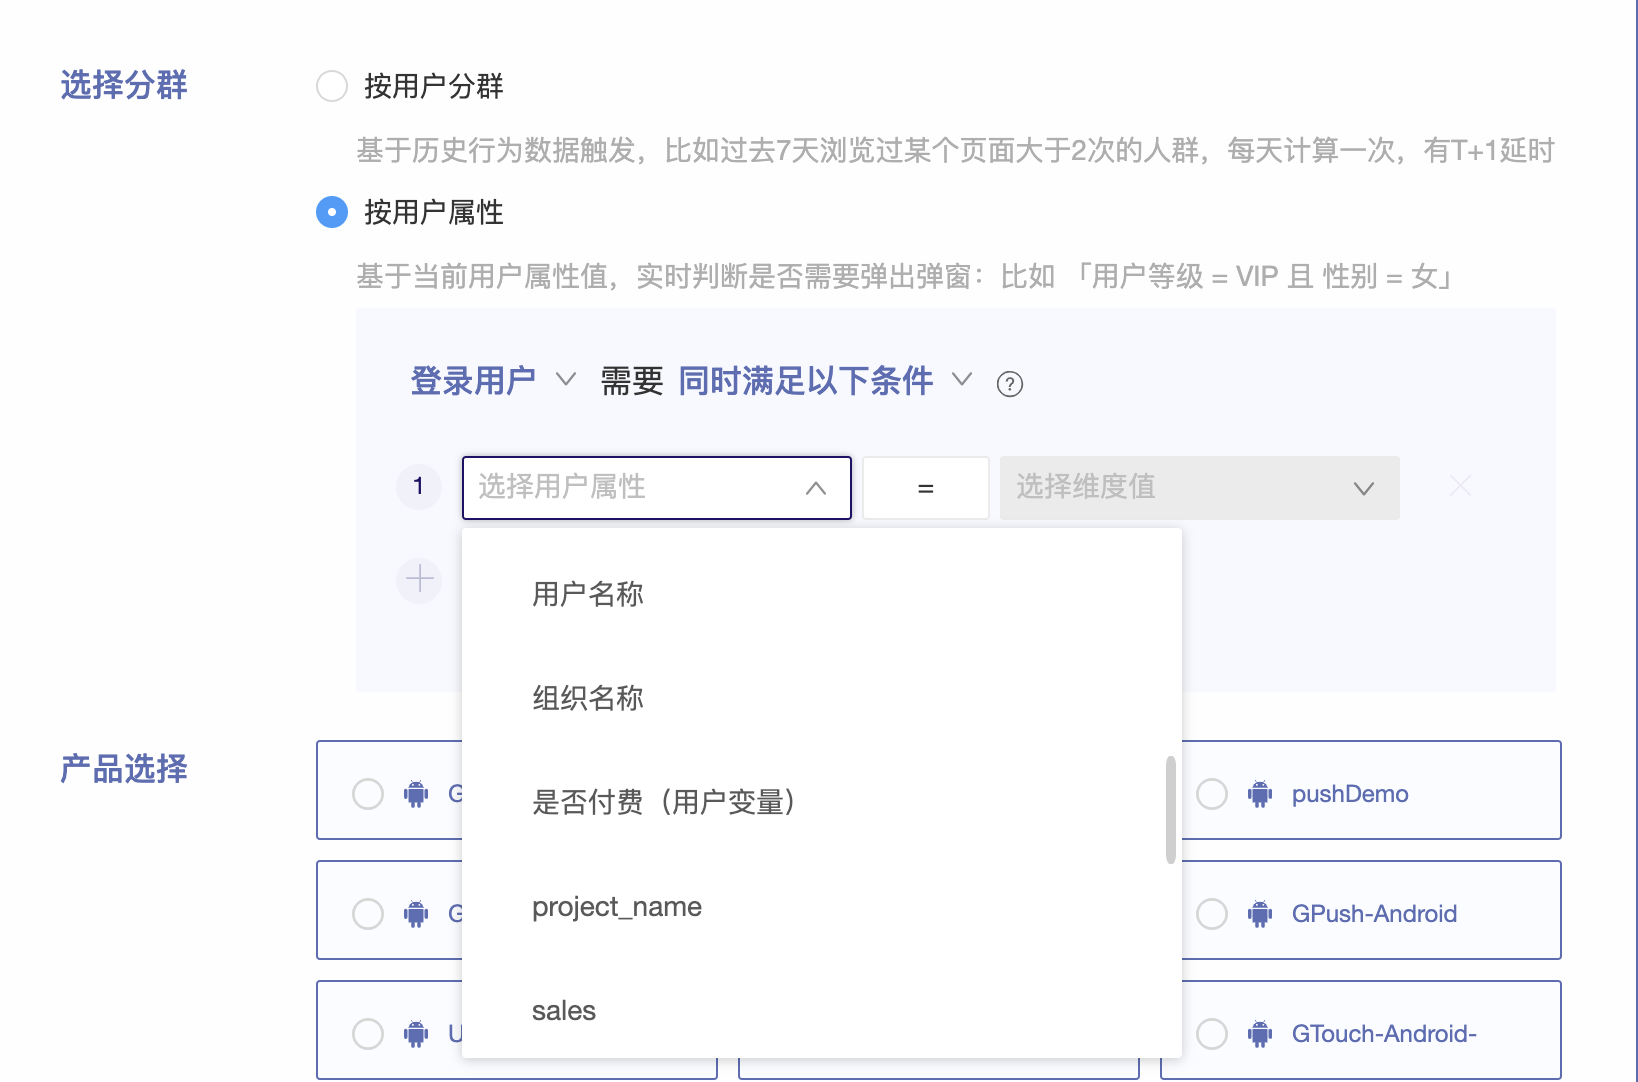 选择分群
按用户分群
基于历史行为数据触发，比如过去7天浏览过某个页面大于2次的人群，每天计算一次，有T+1延时
按用户属性
基于当前用户属性值，实时判断是否需要弹出弹窗：比如 「用户等级 = VIP 且 性别 = 女」
登录用户 需要 同时满足以下条件 ?
1 选择用户属性 = 选择维度值
用户名称
组织名称
是否付费（用户变量）
project_name
sales
产品选择
pushDemo
GPush-Android
GTouch-Android-